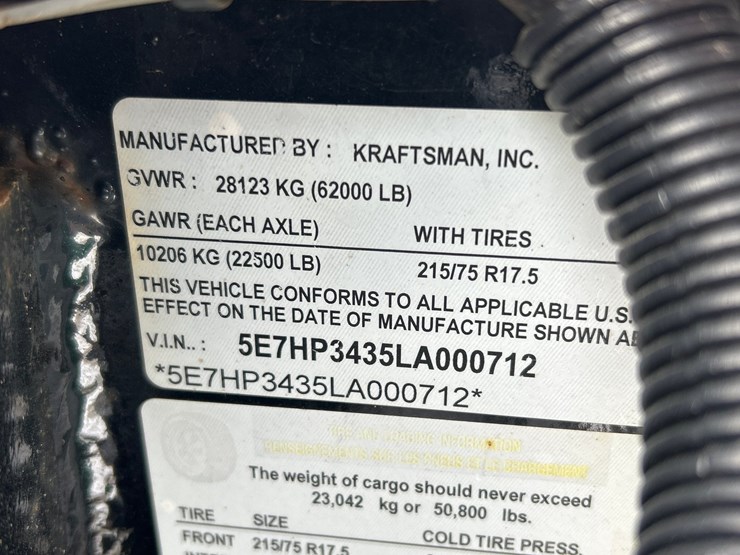 MANUFACTURED BY : KRAFTSMAN, INC.
GVWR : 28123 KG (62000 LB)
GAWR (EACH AXLE) WITH TIRES
10206 KG (22500 LB) 215/75 R17.5
THIS VEHICLE CONFORMS TO ALL APPLICABLE U.S.
EFFECT ON THE DATE OF MANUFACTURE SHOWN
V.I.N.. : 5E7HP3435LA000712
*5E7HP3435LA000712*
The weight of cargo should never exceed
23,042 kg or 50,800 lbs.
TIRE SIZE COLD TIRE PRESS.
FRONT 215/75 R17.5